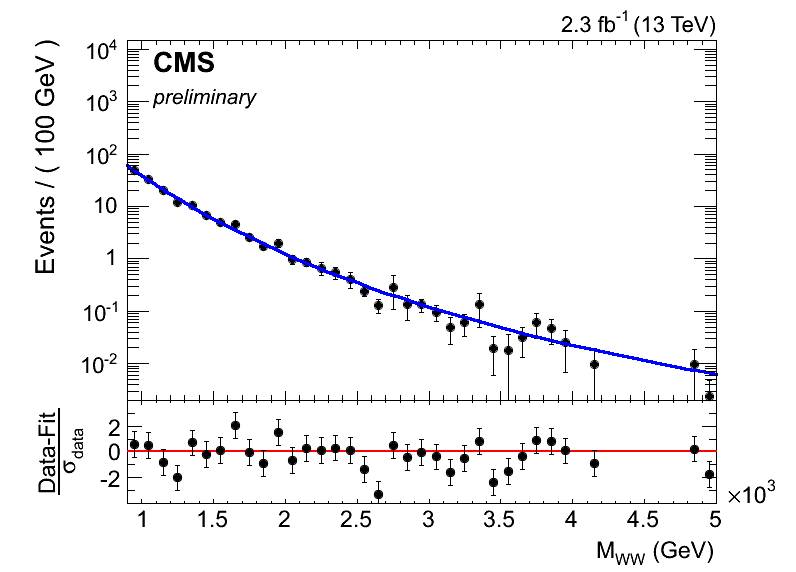 2.3 fb⁻¹ (13 TeV)
CMS
preliminary
Events / ( 100 GeV )
10⁴
10³
10²
10
1
10⁻¹
10⁻²
Data-Fit
σ_data
2
0
-2
1 1.5 2 2.5 3 3.5 4 4.5 5
×10³
M_WW (GeV)